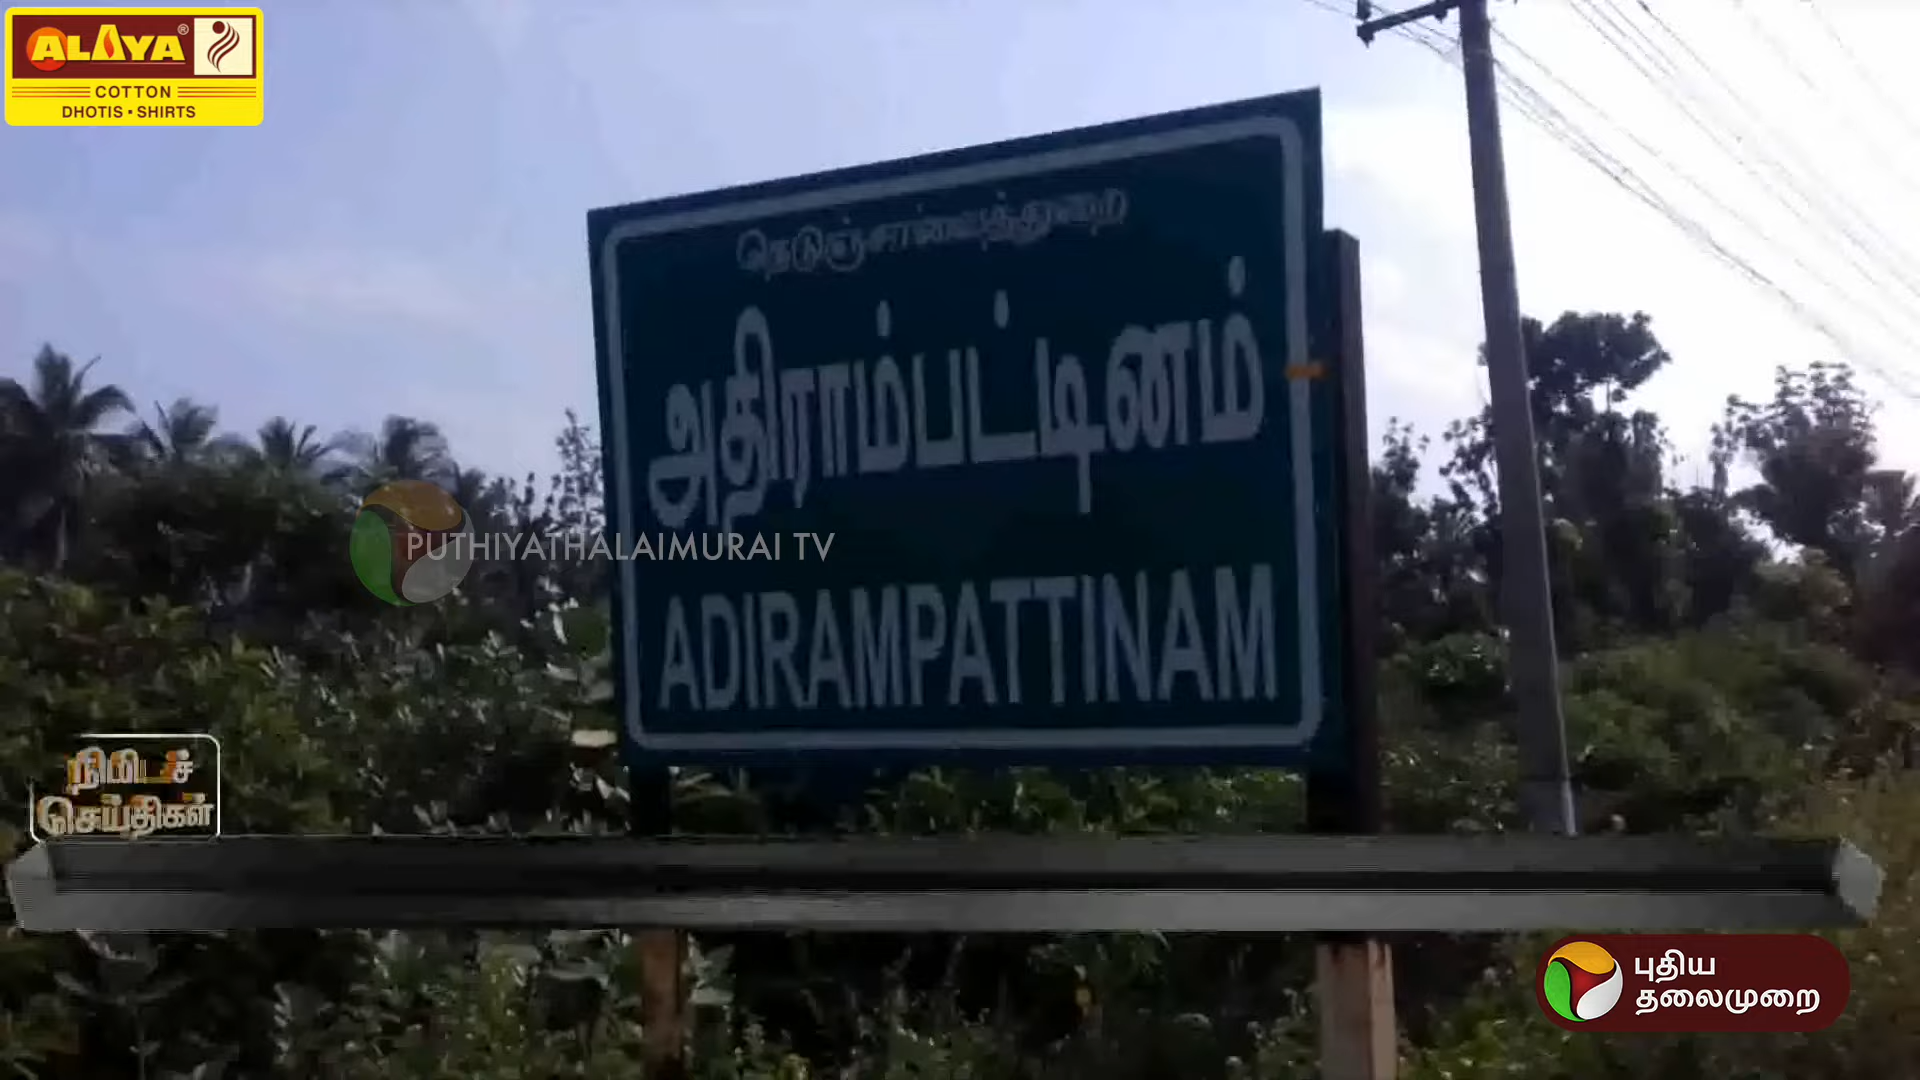 ALAYA®
COTTON
DHOTIS • SHIRTS
நெடுஞ்சாலைத்துறை
அதிராம்பட்டினம்
PUTHIYATHALAIMURAI TV
ADIRAMPATTINAM
நிமிடச்
செய்திகள்
புதிய
தலைமுறை